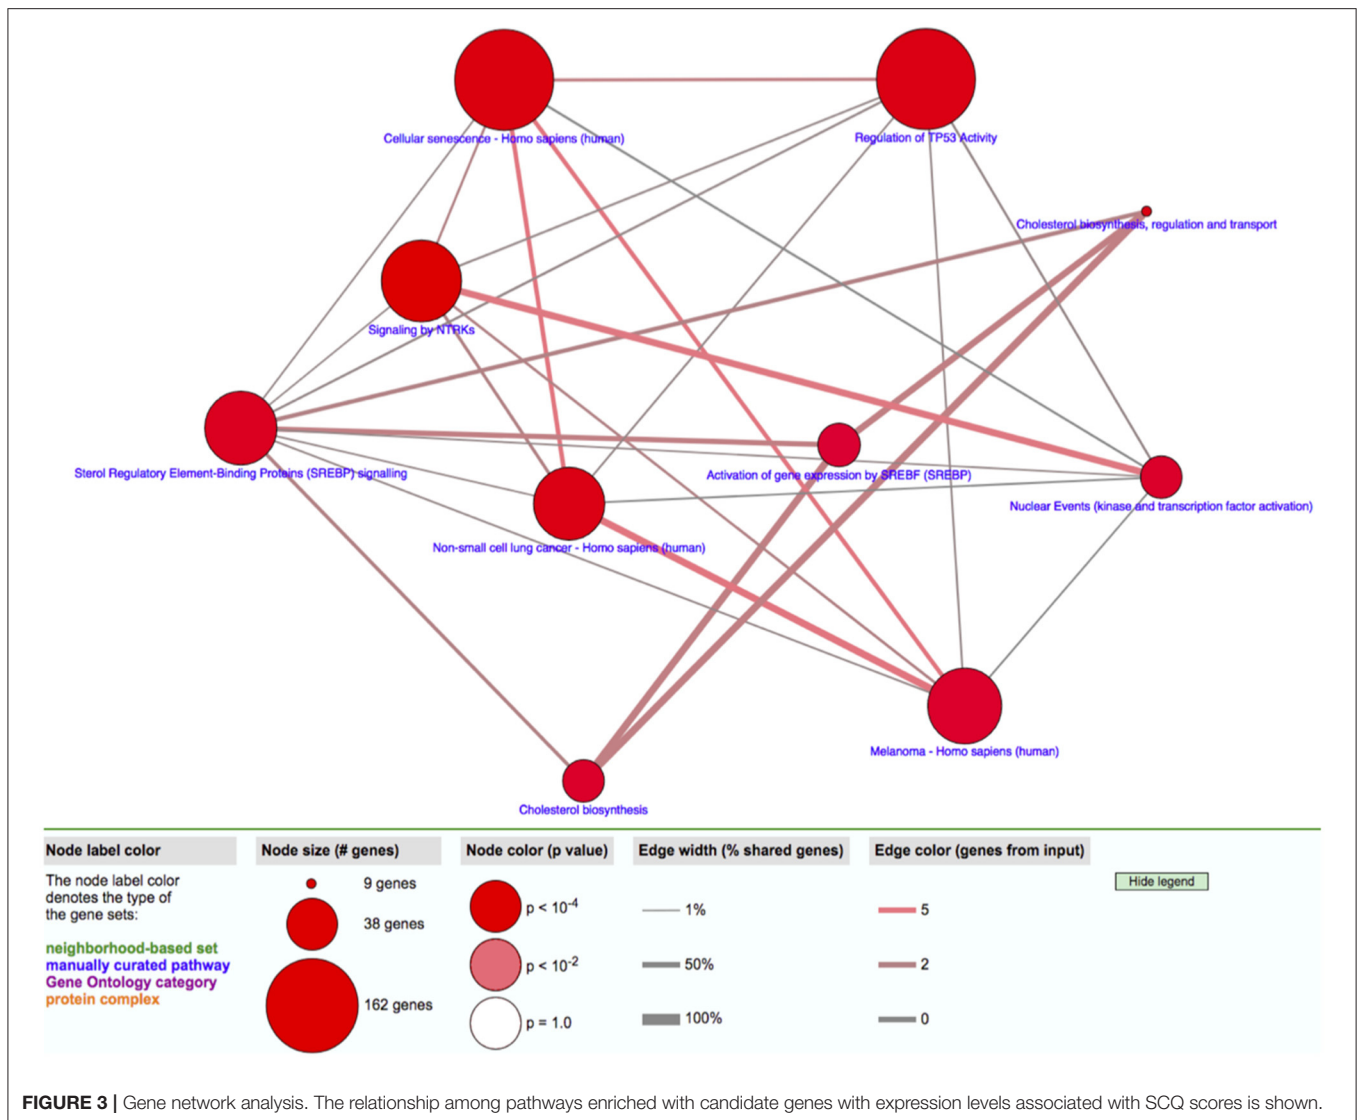 Cellular senescence - Homo sapiens (human)
Regulation of TP53 Activity
Cholesterol biosynthesis, regulation and transport
Signaling by NTRKs
Sterol Regulatory Element-Binding Proteins (SREBP) signalling
Activation of gene expression by SREBF (SREBP)
Nuclear Events (kinase and transcription factor activation)
Non-small cell lung cancer - Homo sapiens (human)
Melanoma - Homo sapiens (human)
Cholesterol biosynthesis
Node label color
The node label color
denotes the type of
the gene sets:
neighborhood-based set
manually curated pathway
Gene Ontology category
protein complex
Node size (# genes)
9 genes
38 genes
162 genes
Node color (p value)
p < 10-4
p < 10-2
p = 1.0
Edge width (% shared genes)
1%
50%
100%
Edge color (genes from input)
5
2
0
Hide legend
FIGURE 3 | Gene network analysis. The relationship among pathways enriched with candidate genes with expression levels associated with SCQ scores is shown.